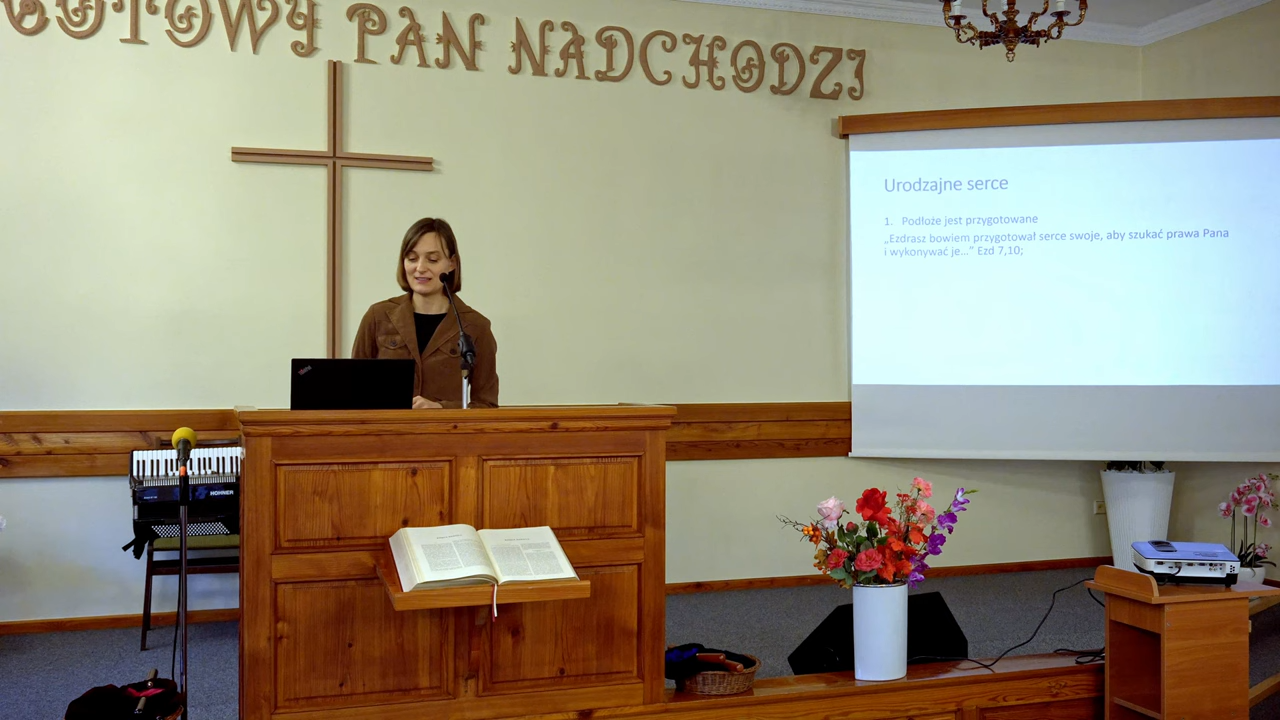 GOTOWY PAN NADCHODZI
Urodzajne serce
1. Podłoże jest przygotowane
„Ezdrasz bowiem przygotował serce swoje, aby szukać prawa Pana
i wykonywać je…” Ezd 7,10;
HOHNER